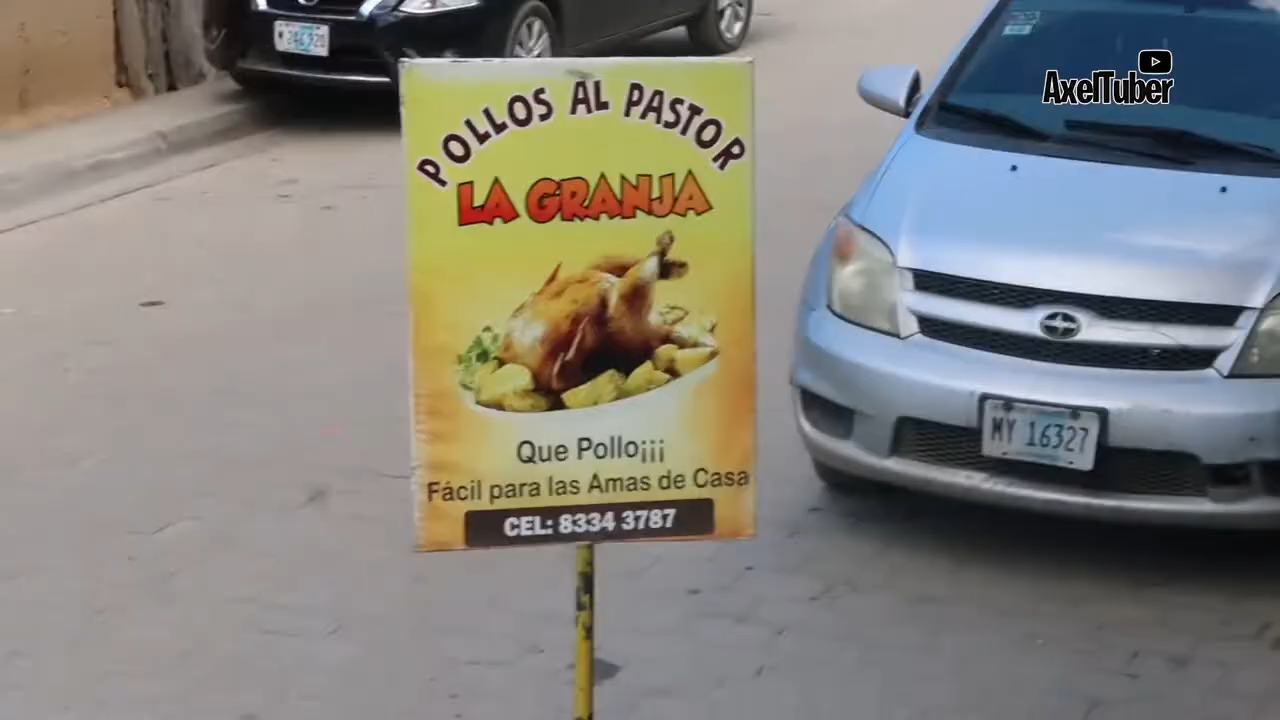 AxelTuber
POLLOS AL PASTOR
LA GRANJA
Que Pollo¡¡¡
Fácil para las Amas de Casa
CEL: 8334 3787
MY 16327